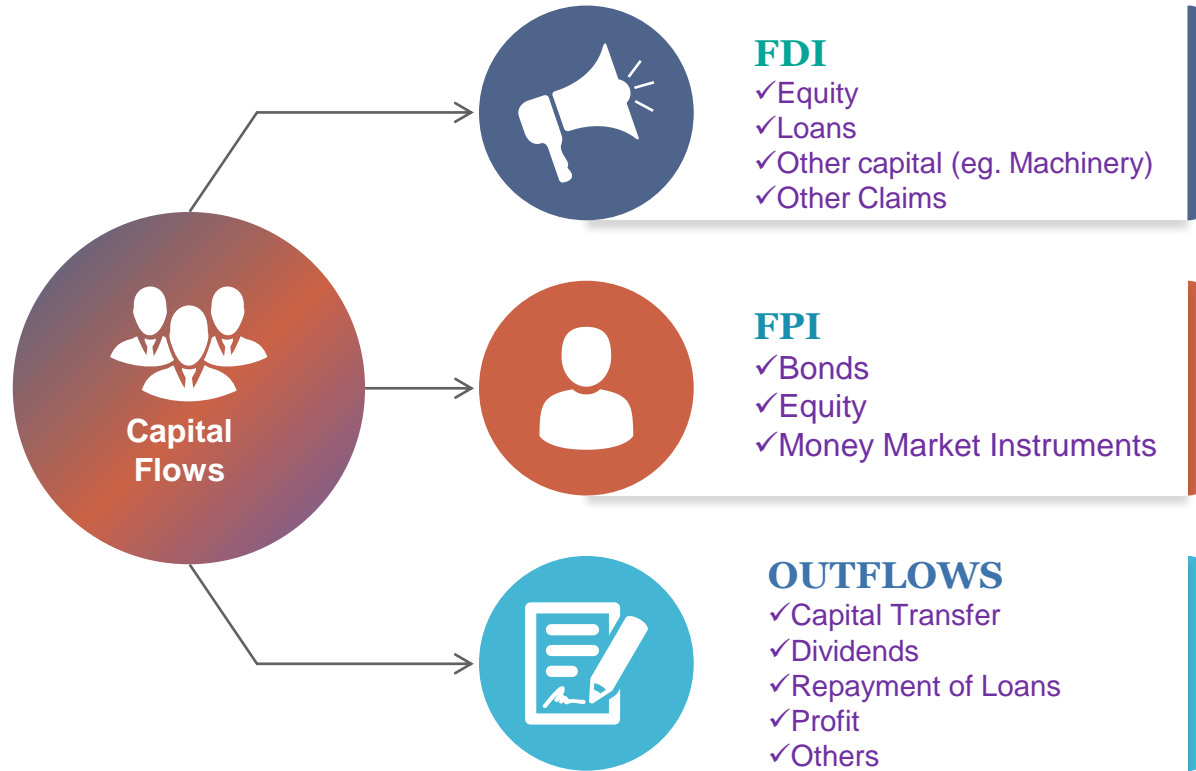 Capital
Flows
FDI
✓Equity
✓Loans
✓Other capital (eg. Machinery)
✓Other Claims
FPI
✓Bonds
✓Equity
✓Money Market Instruments
OUTFLOWS
✓Capital Transfer
✓Dividends
✓Repayment of Loans
✓Profit
✓Others